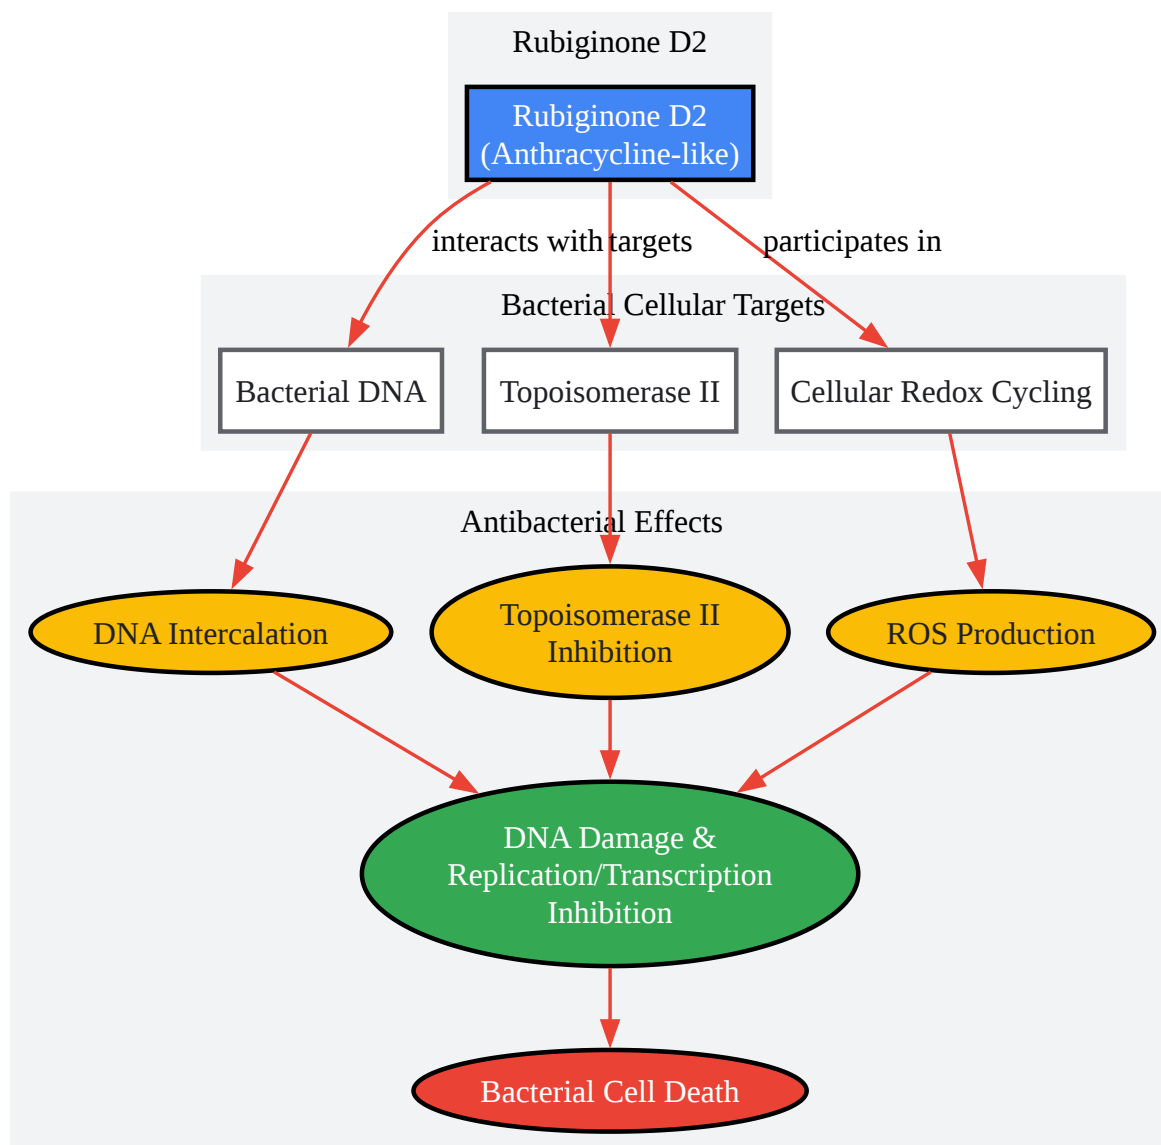 Rubiginone D2
Rubiginone D2
(Anthracycline-like)
interacts with
targets
participates in
Bacterial Cellular Targets
Bacterial DNA
Topoisomerase II
Cellular Redox Cycling
Antibacterial Effects
DNA Intercalation
Topoisomerase II
Inhibition
ROS Production
DNA Damage &
Replication/Transcription
Inhibition
Bacterial Cell Death